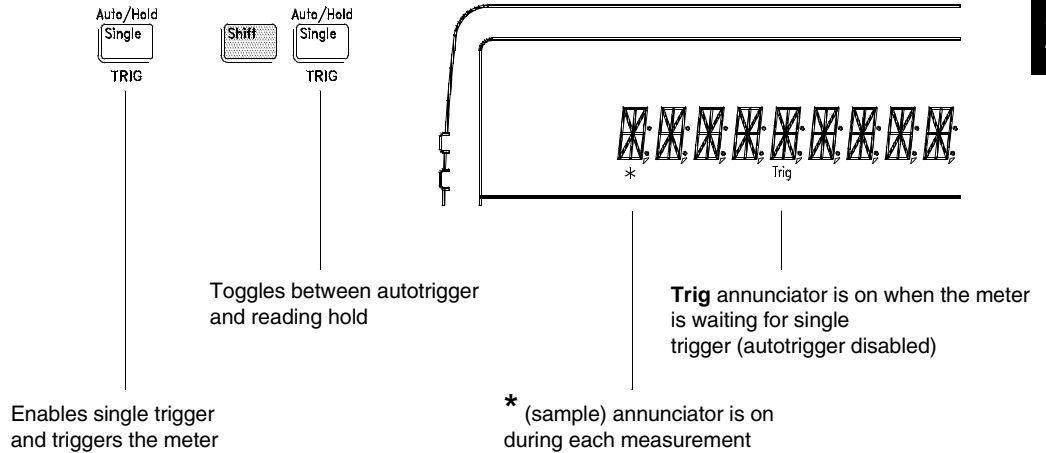 Auto/Hold
Single
TRIG
Shift
Auto/Hold
Single
TRIG
*
Trig
Toggles between autotrigger
and reading hold
Trig annunciator is on when the meter
is waiting for single
trigger (autotrigger disabled)
Enables single trigger
and triggers the meter
* (sample) annunciator is on
during each measurement